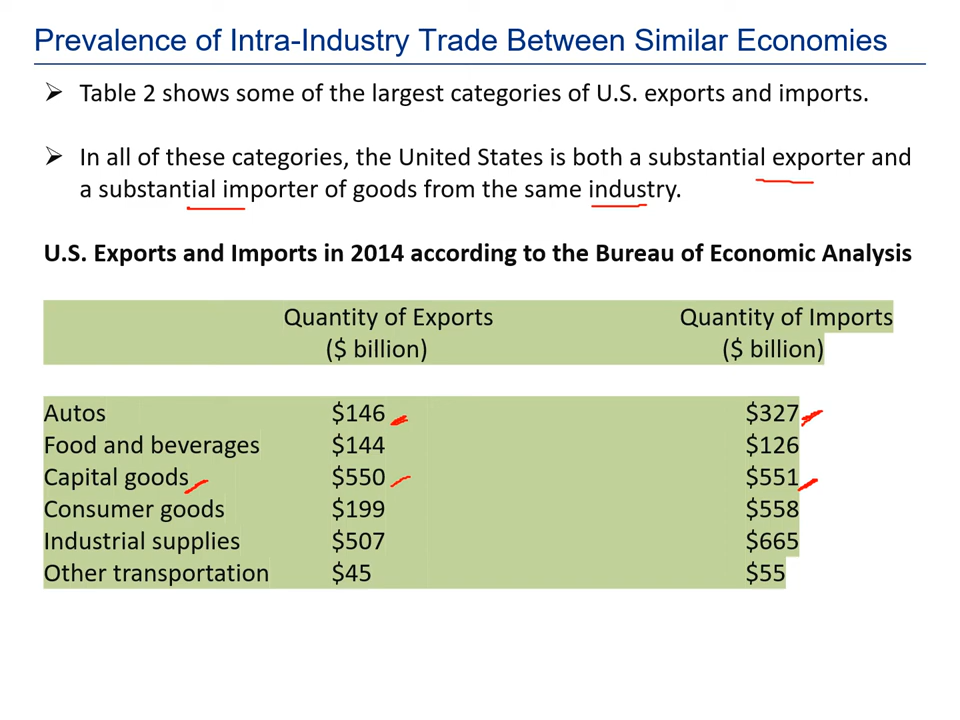 Prevalence of Intra-Industry Trade Between Similar Economies
Table 2 shows some of the largest categories of U.S. exports and imports.
In all of these categories, the United States is both a substantial exporter and
a substantial importer of goods from the same industry.
U.S. Exports and Imports in 2014 according to the Bureau of Economic Analysis
Quantity of Exports Quantity of Imports
($ billion) ($ billion)
Autos $146 $327
Food and beverages $144 $126
Capital goods $550 $551
Consumer goods $199 $558
Industrial supplies $507 $665
Other transportation $45 $55